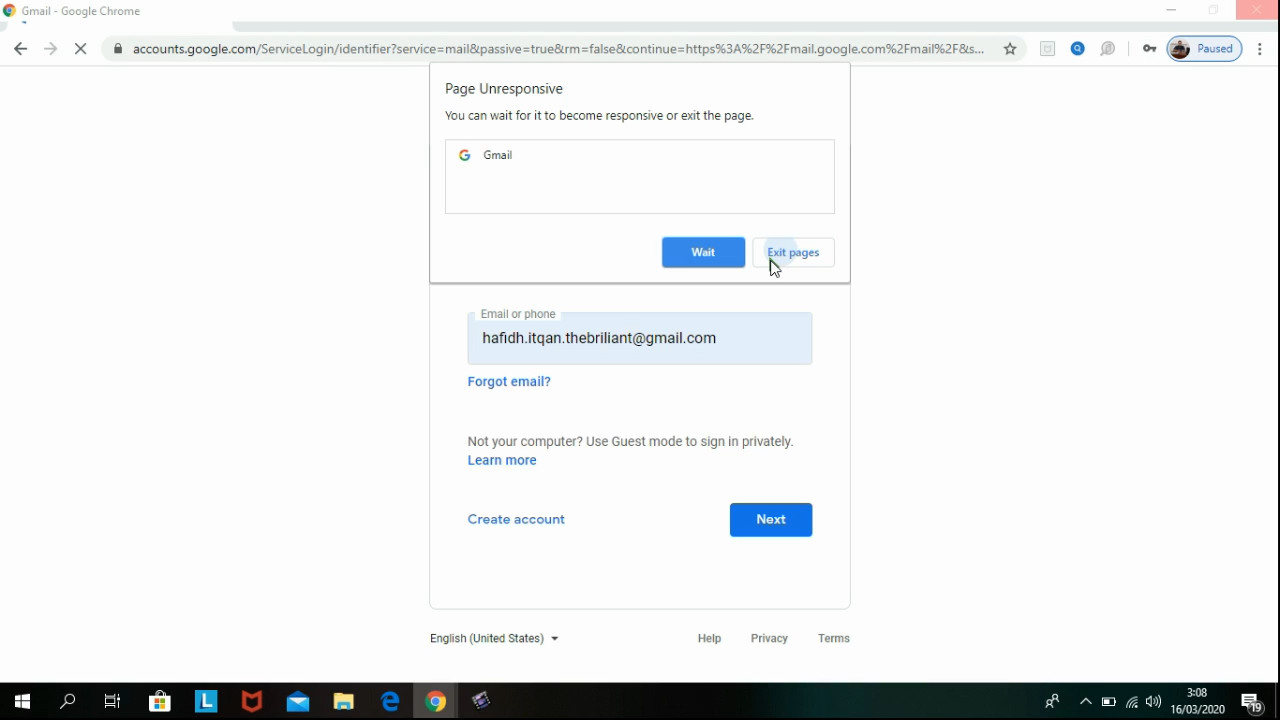 Gmail - Google Chrome
accounts.google.com/ServiceLogin/identifier?service=mail&passive=true&rm=false&continue=https%3A%2F%2Fmail.google.com%2Fmail%2F&s...
Paused
Page Unresponsive
You can wait for it to become responsive or exit the page.
Gmail
Wait
Exit pages
Email or phone
hafidh.itqan.thebriliant@gmail.com
Forgot email?
Not your computer? Use Guest mode to sign in privately.
Learn more
Create account
Next
English (United States)
Help
Privacy
Terms
L
3:08
16/03/2020
19